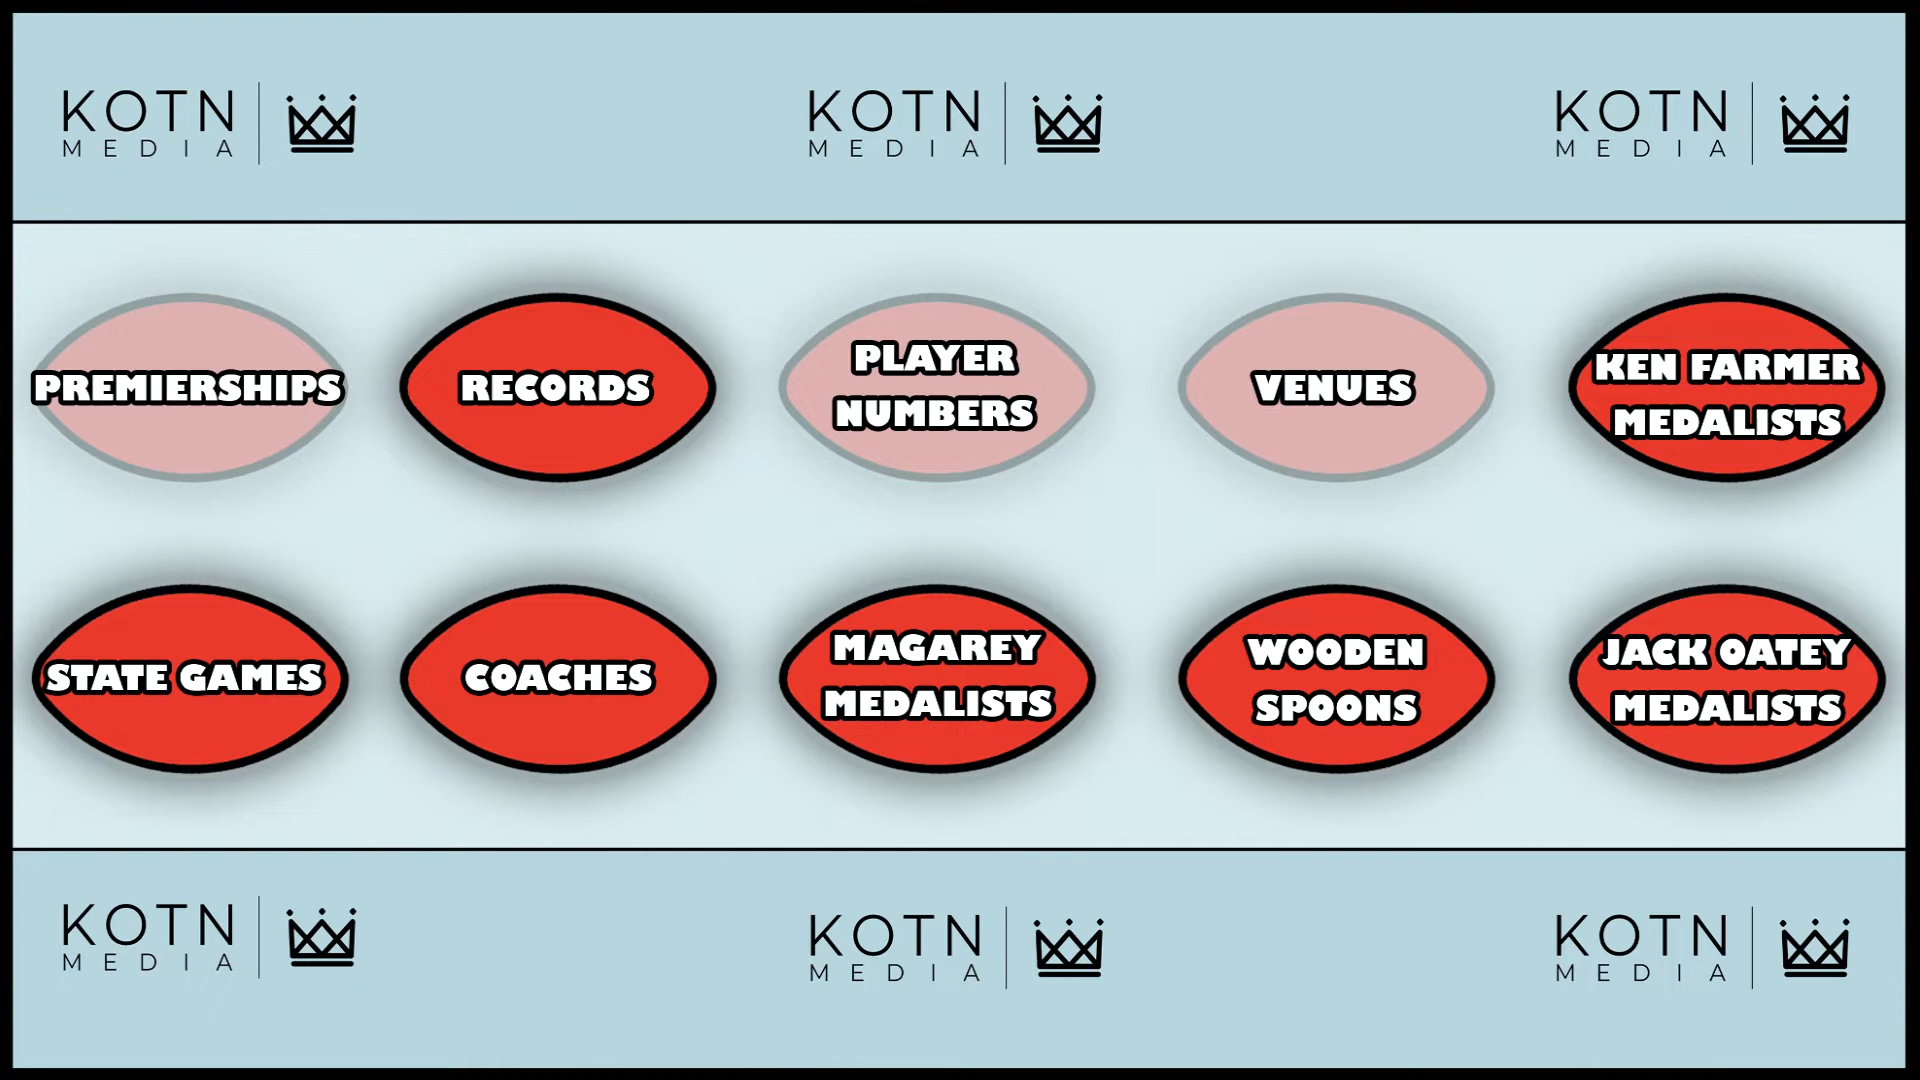 KOTN
MEDIA
KOTN
MEDIA
KOTN
MEDIA
PREMIERSHIPS
RECORDS
PLAYER
NUMBERS
VENUES
KEN FARMER
MEDALISTS
STATE GAMES
COACHES
MAGAREY
MEDALISTS
WOODEN
SPOONS
JACK OATEY
MEDALISTS
KOTN
MEDIA
KOTN
MEDIA
KOTN
MEDIA